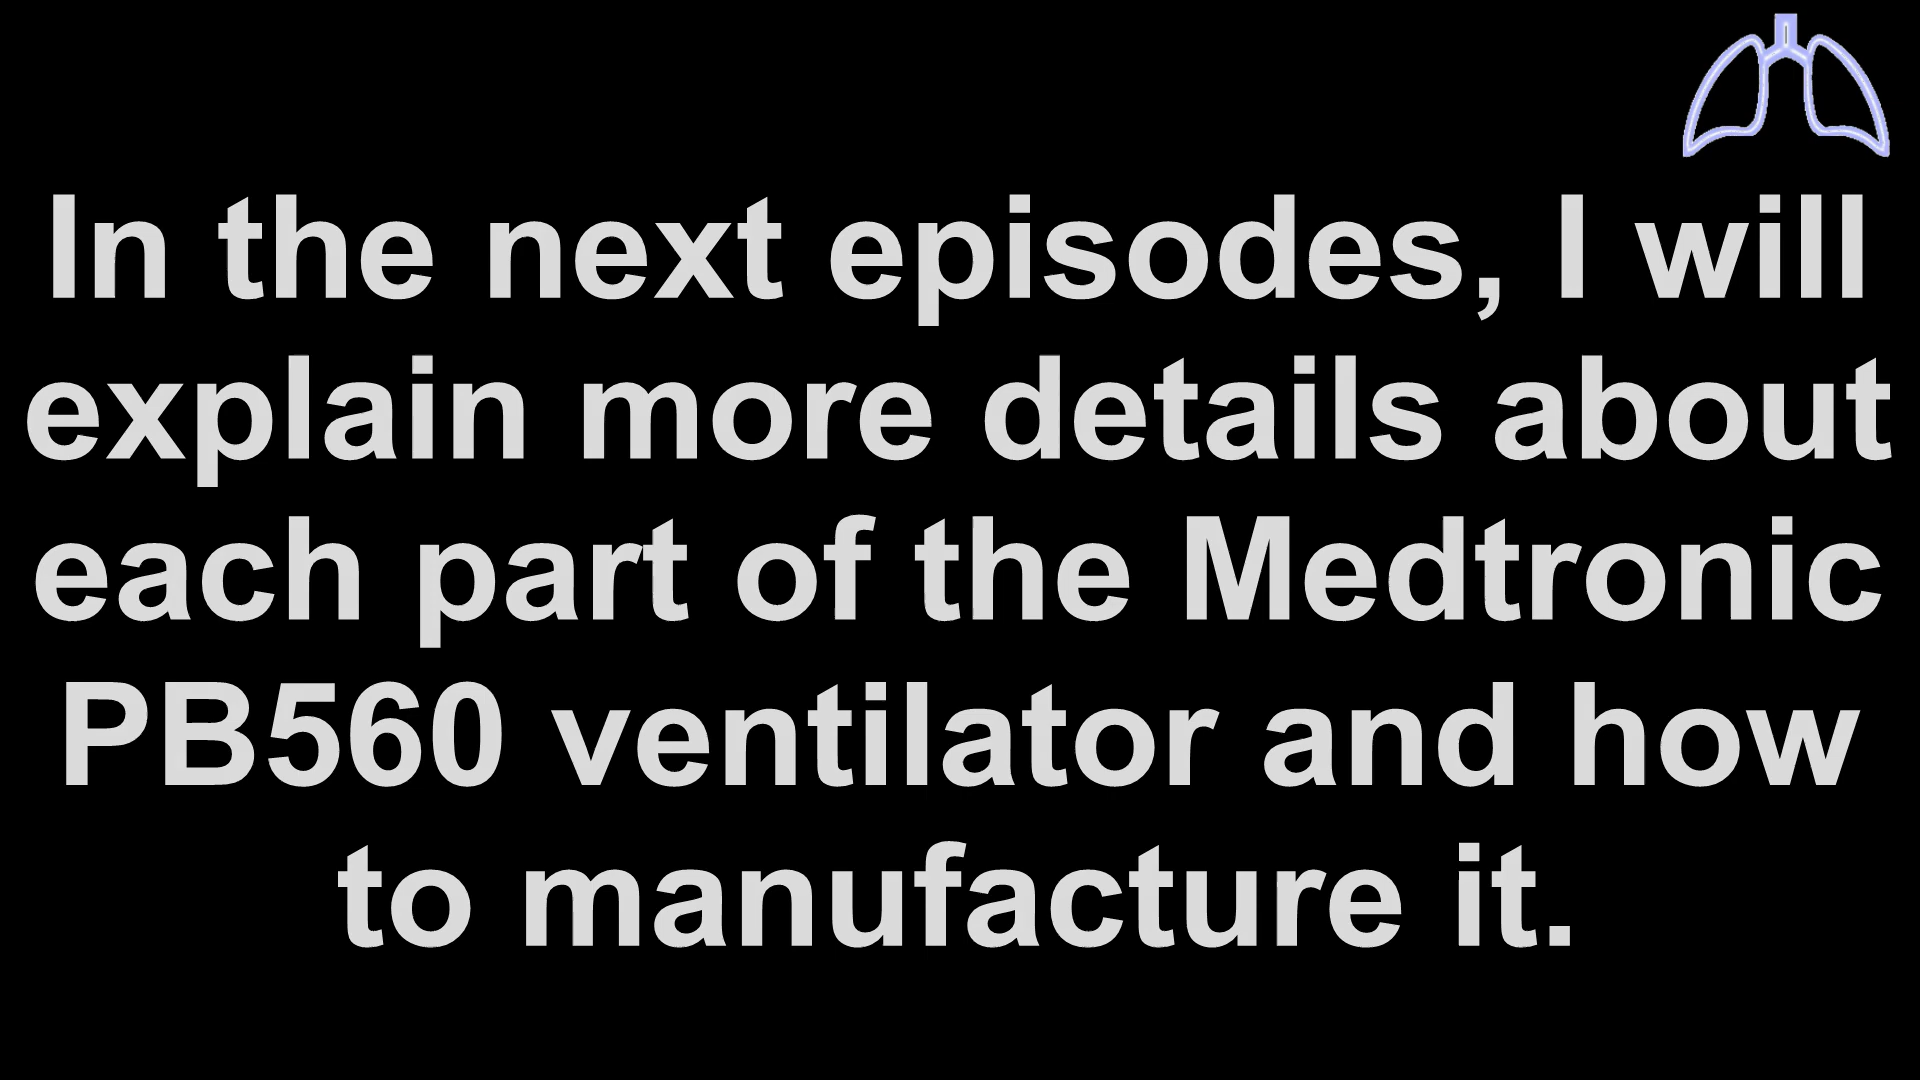 In the next episodes, I will
explain more details about
each part of the Medtronic
PB560 ventilator and how
to manufacture it.